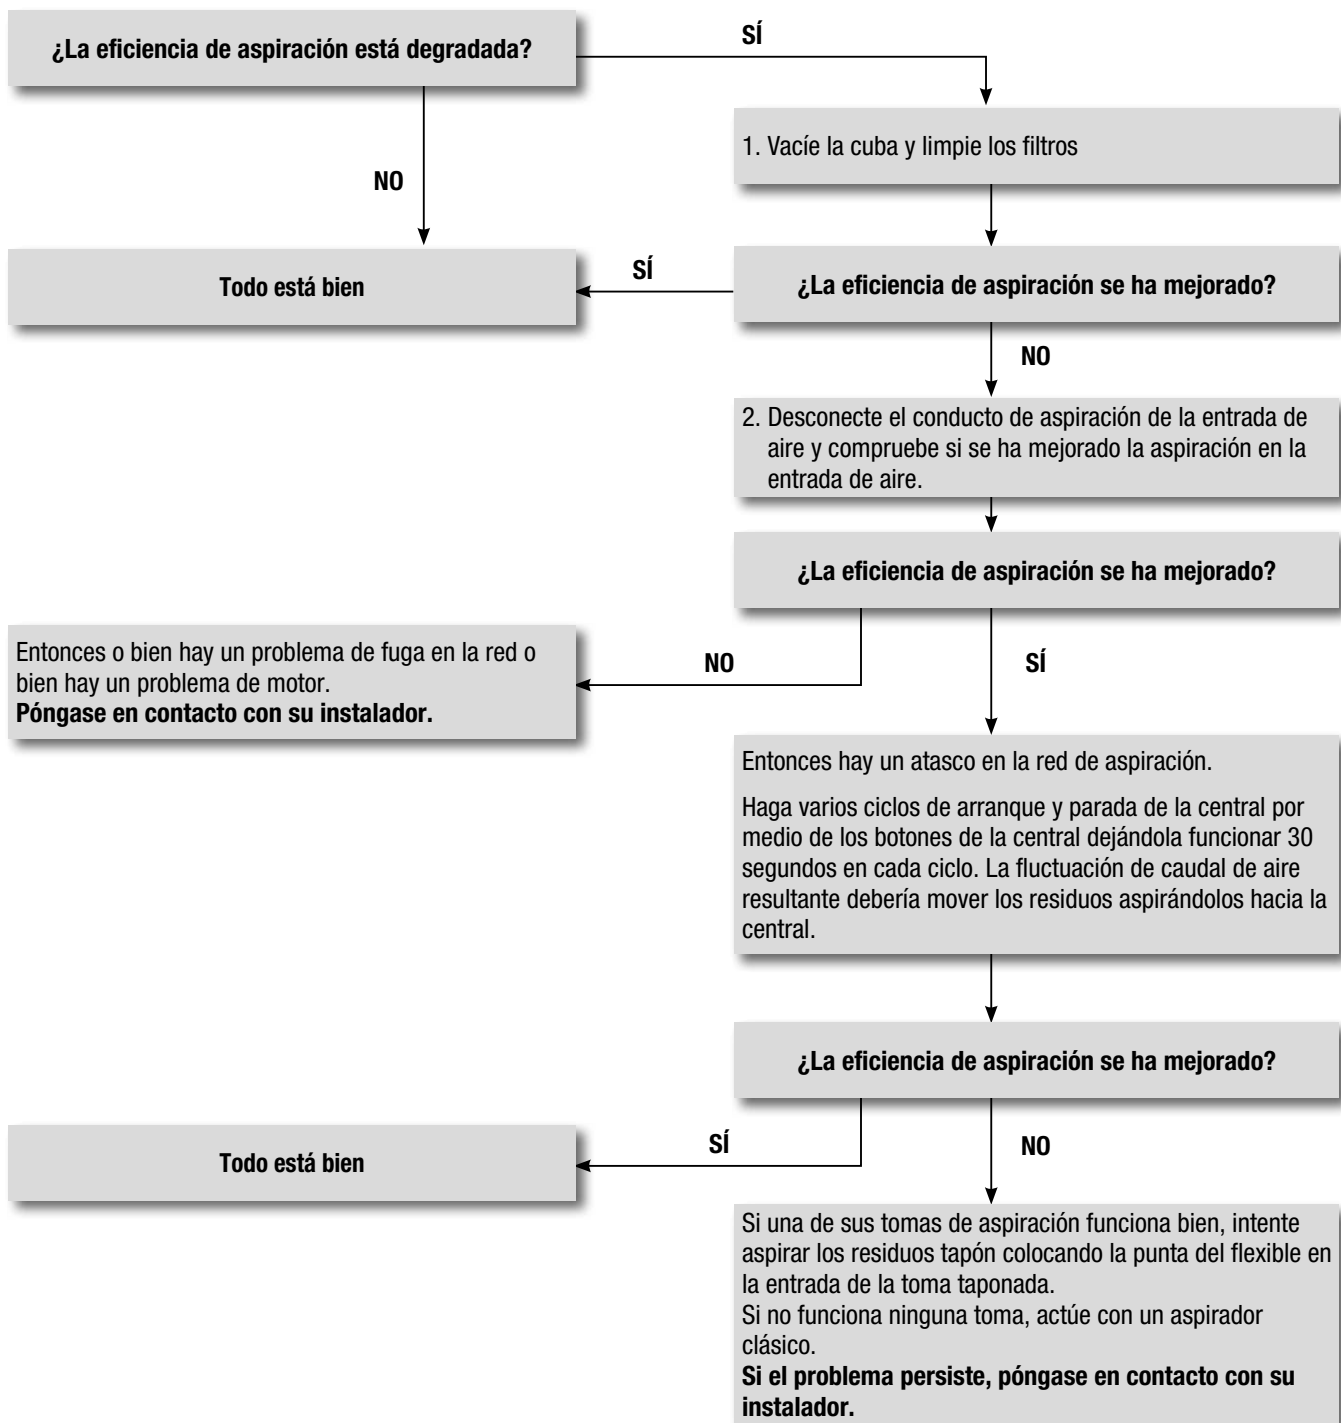 ¿La eficiencia de aspiración está degradada?
SÍ
1. Vacíe la cuba y limpie los filtros
NO
Todo está bien
SÍ
¿La eficiencia de aspiración se ha mejorado?
NO
2. Desconecte el conducto de aspiración de la entrada de
aire y compruebe si se ha mejorado la aspiración en la
entrada de aire.
¿La eficiencia de aspiración se ha mejorado?
Entonces o bien hay un problema de fuga en la red o
bien hay un problema de motor.
Póngase en contacto con su instalador.
NO
SÍ
Entonces hay un atasco en la red de aspiración.
Haga varios ciclos de arranque y parada de la central por
medio de los botones de la central dejándola funcionar 30
segundos en cada ciclo. La fluctuación de caudal de aire
resultante debería mover los residuos aspirándolos hacia la
central.
¿La eficiencia de aspiración se ha mejorado?
Todo está bien
SÍ
NO
Si una de sus tomas de aspiración funciona bien, intente
aspirar los residuos tapón colocando la punta del flexible en
la entrada de la toma taponada.
Si no funciona ninguna toma, actúe con un aspirador
clásico.
Si el problema persiste, póngase en contacto con su
instalador.